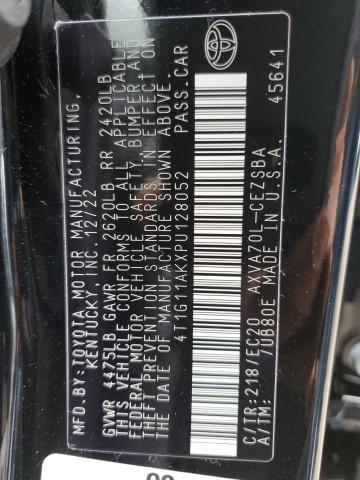 MFD. BY: TOYOTA MOTOR MANUFACTURING,
KENTUCKY, INC. 12/22
GVWR 4475LB GAWR FR 2620LB RR 2420LB
THIS VEHICLE CONFORMS TO ALL APPLICABLE
FEDERAL MOTOR VEHICLE SAFETY, BUMPER AND
THEFT PREVENTION STANDARDS IN EFFECT ON
THE DATE OF MANUFACTURE SHOWN ABOVE.
4T1G11AKXPU128052 PASS.CAR
C/TR:218/EC20 AXVA70L-CEZSBA
A/TM: /UB80E MADE IN U.S.A. 45641